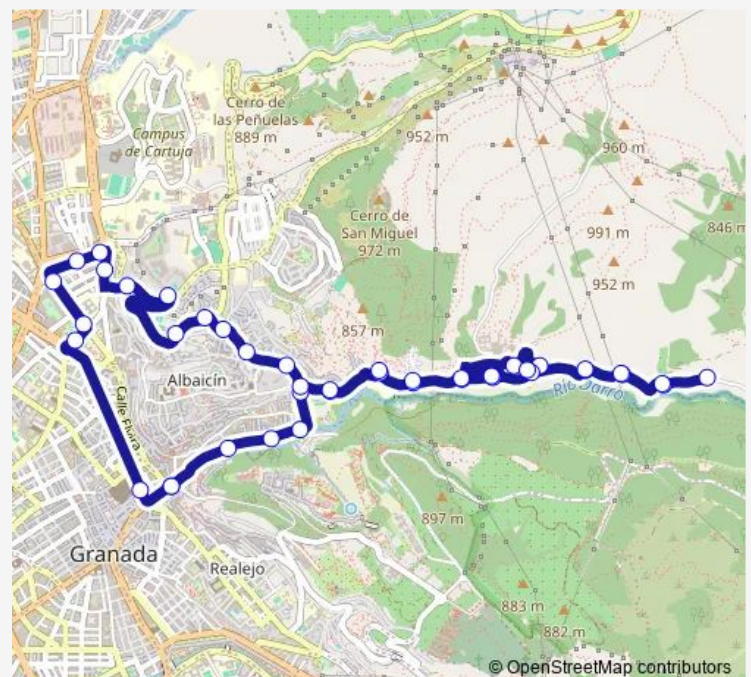 Cerro de
las Peñuelas
889 m
952 m
Campus
de Cartuja
960 m
Cerro de
San Miguel
972 m
991 m
846 m
952 m
857 m
Albaicín
Río Darro
Calle Elvira
897 m
Granada
Realejo
883 m
882 m
© OpenStreetMap contributors